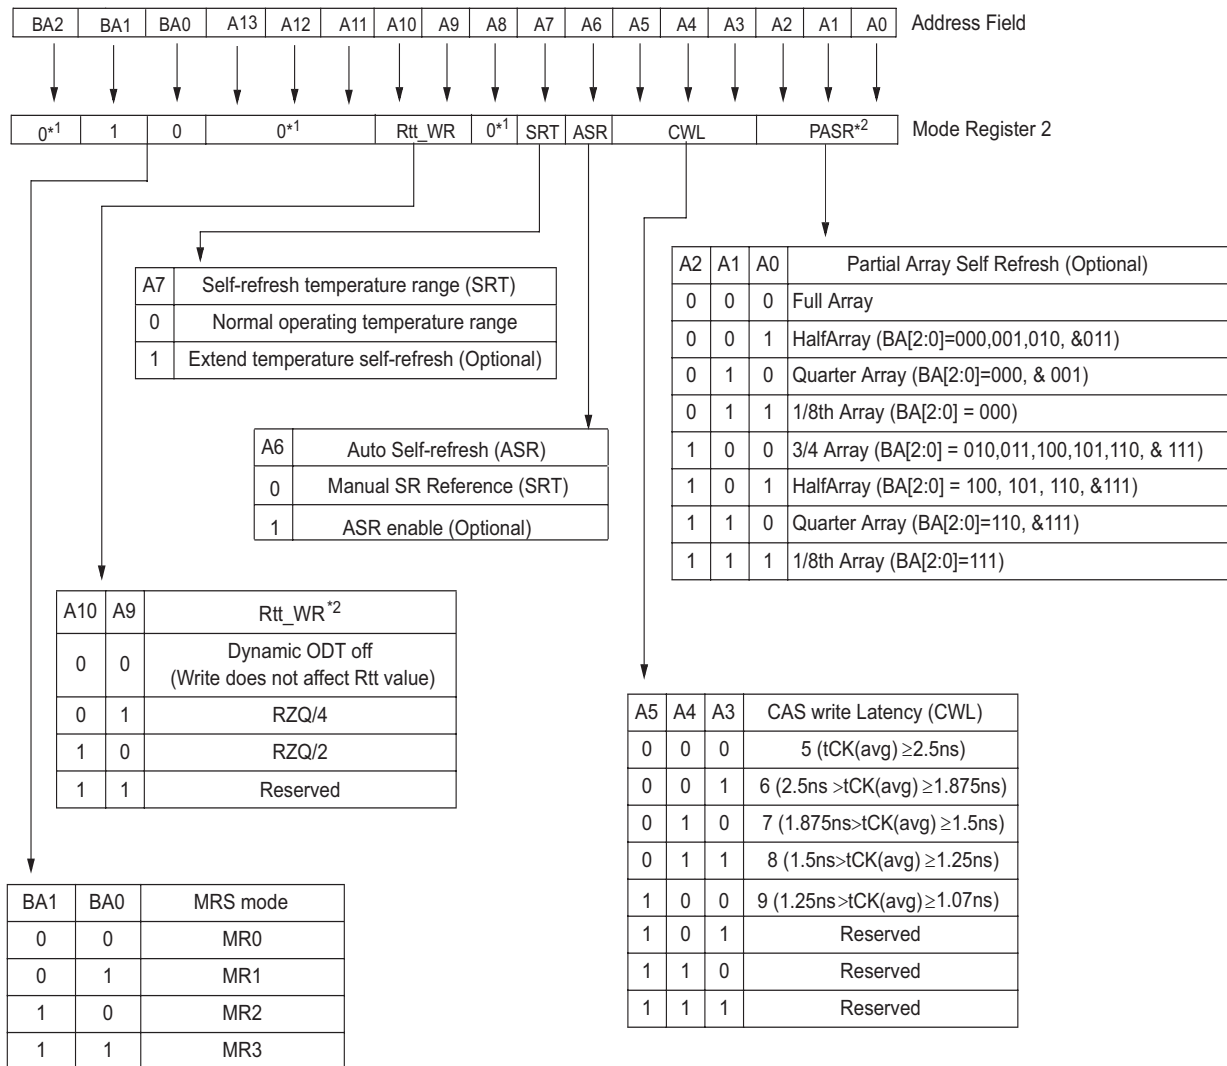 BA2 BA1 BA0 A13 A12 A11 A10 A9 A8 A7 A6 A5 A4 A3 A2 A1 A0 Address Field
0*1 1 0 0*1 Rtt_WR 0*1 SRT ASR CWL PASR*2 Mode Register 2
A7 Self-refresh temperature range (SRT)
0 Normal operating temperature range
1 Extend temperature self-refresh (Optional)
A2 A1 A0 Partial Array Self Refresh (Optional)
0 0 0 Full Array
0 0 1 HalfArray (BA[2:0]=000,001,010, &011)
0 1 0 Quarter Array (BA[2:0]=000, & 001)
0 1 1 1/8th Array (BA[2:0] = 000)
1 0 0 3/4 Array (BA[2:0] = 010,011,100,101,110, & 111)
1 0 1 HalfArray (BA[2:0] = 100, 101, 110, &111)
1 1 0 Quarter Array (BA[2:0]=110, &111)
1 1 1 1/8th Array (BA[2:0]=111)
A6 Auto Self-refresh (ASR)
0 Manual SR Reference (SRT)
1 ASR enable (Optional)
A10 A9 Rtt_WR*2
0 0 Dynamic ODT off
(Write does not affect Rtt value)
0 1 RZQ/4
1 0 RZQ/2
1 1 Reserved
A5 A4 A3 CAS write Latency (CWL)
0 0 0 5 (tCK(avg) ≥2.5ns)
0 0 1 6 (2.5ns >tCK(avg) ≥1.875ns)
0 1 0 7 (1.875ns>tCK(avg) ≥1.5ns)
0 1 1 8 (1.5ns>tCK(avg) ≥1.25ns)
1 0 0 9 (1.25ns>tCK(avg) ≥1.07ns)
1 0 1 Reserved
1 1 0 Reserved
1 1 1 Reserved
BA1 BA0 MRS mode
0 0 MR0
0 1 MR1
1 0 MR2
1 1 MR3